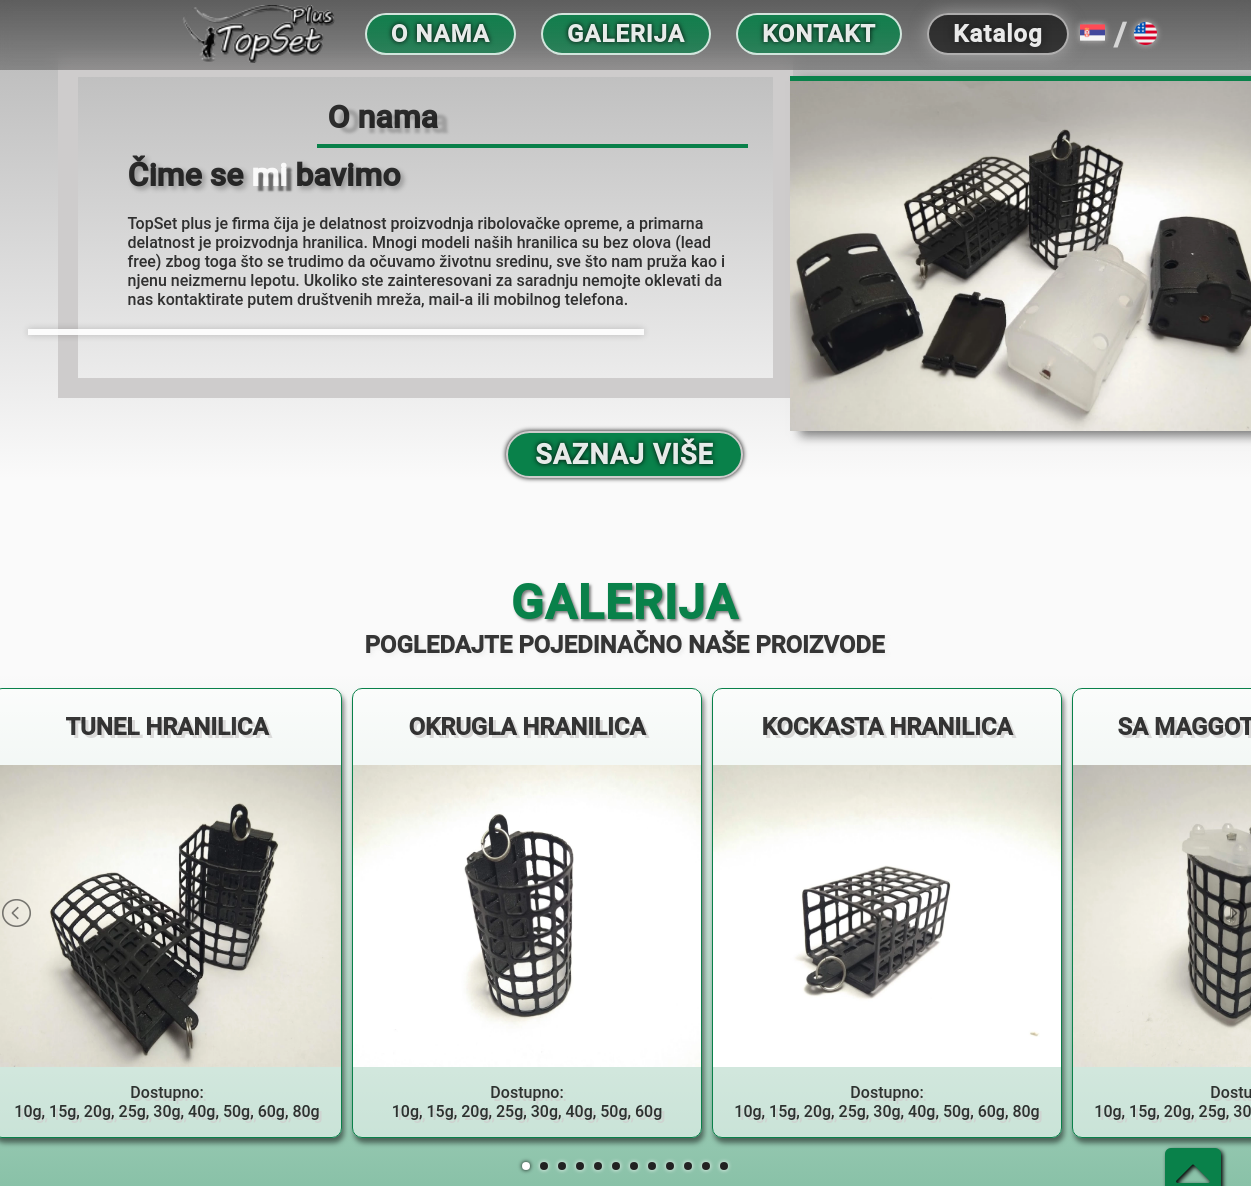 TopSet Plus
O NAMA
GALERIJA
KONTAKT
Katalog
/
O nama
Čime se mi bavimo
TopSet plus je firma čija je delatnost proizvodnja ribolovačke opreme, a primarna
delatnost je proizvodnja hranilica. Mnogi modeli naših hranilica su bez olova (lead
free) zbog toga što se trudimo da očuvamo životnu sredinu, sve što nam pruža kao i
njenu neizmernu lepotu. Ukoliko ste zainteresovani za saradnju nemojte oklevati da
nas kontaktirate putem društvenih mreža, mail-a ili mobilnog telefona.
SAZNAJ VIŠE
GALERIJA
POGLEDAJTE POJEDINAČNO NAŠE PROIZVODE
TUNEL HRANILICA
Dostupno:
10g, 15g, 20g, 25g, 30g, 40g, 50g, 60g, 80g
OKRUGLA HRANILICA
Dostupno:
10g, 15g, 20g, 25g, 30g, 40g, 50g, 60g
KOCKASTA HRANILICA
Dostupno:
10g, 15g, 20g, 25g, 30g, 40g, 50g, 60g, 80g
SA MAGGOT
Dostu
10g, 15g, 20g, 25g, 30